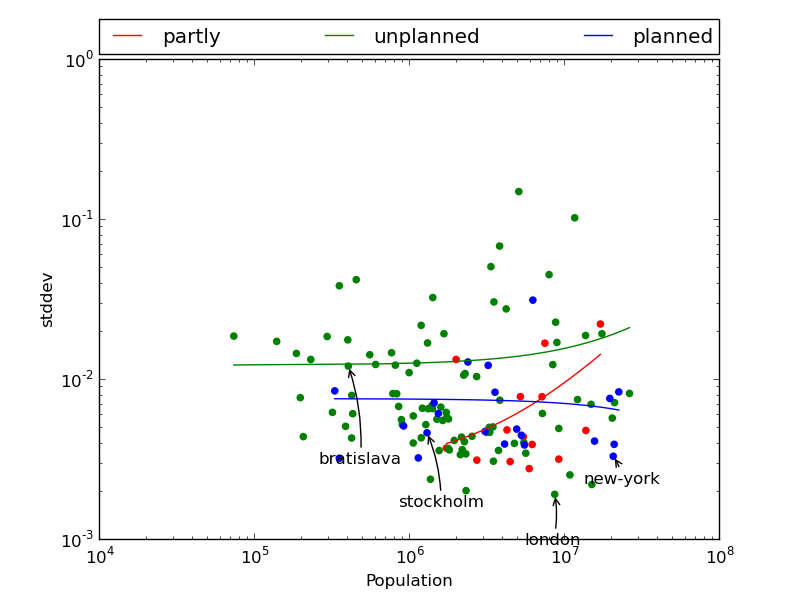 partly unplanned planned
10^0
10^-1
10^-2
10^-3
stddev
bratislava
stockholm
new-york
london
10^4 10^5 10^6 10^7 10^8
Population